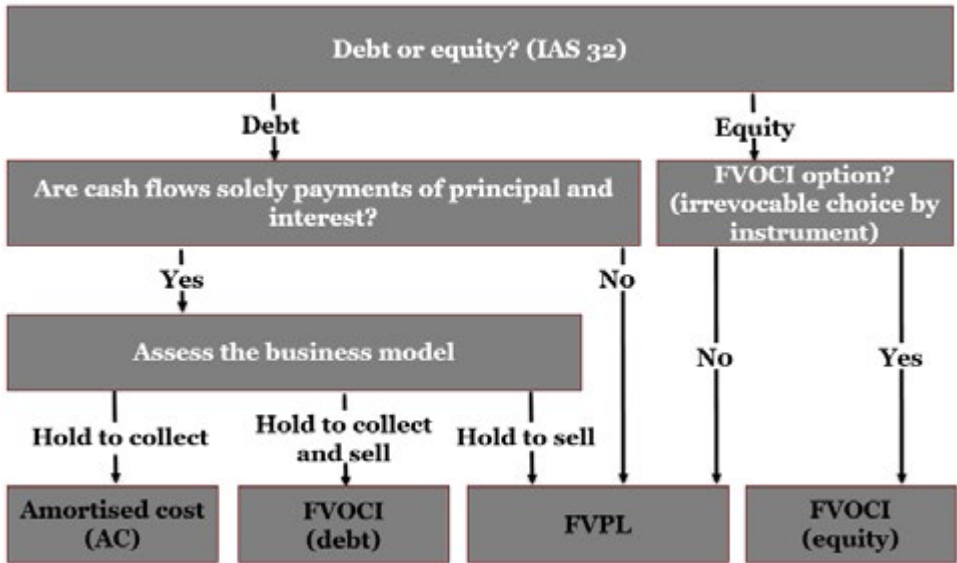 Debt or equity? (IAS 32)
Debt
Equity
Are cash flows solely payments of principal and
interest?
FVOCI option?
(irrevocable choice by
instrument)
Yes
No
Assess the business model
No
Yes
Hold to collect
Hold to collect
and sell
Hold to sell
Amortised cost
(AC)
FVOCI
(debt)
FVPL
FVOCI
(equity)